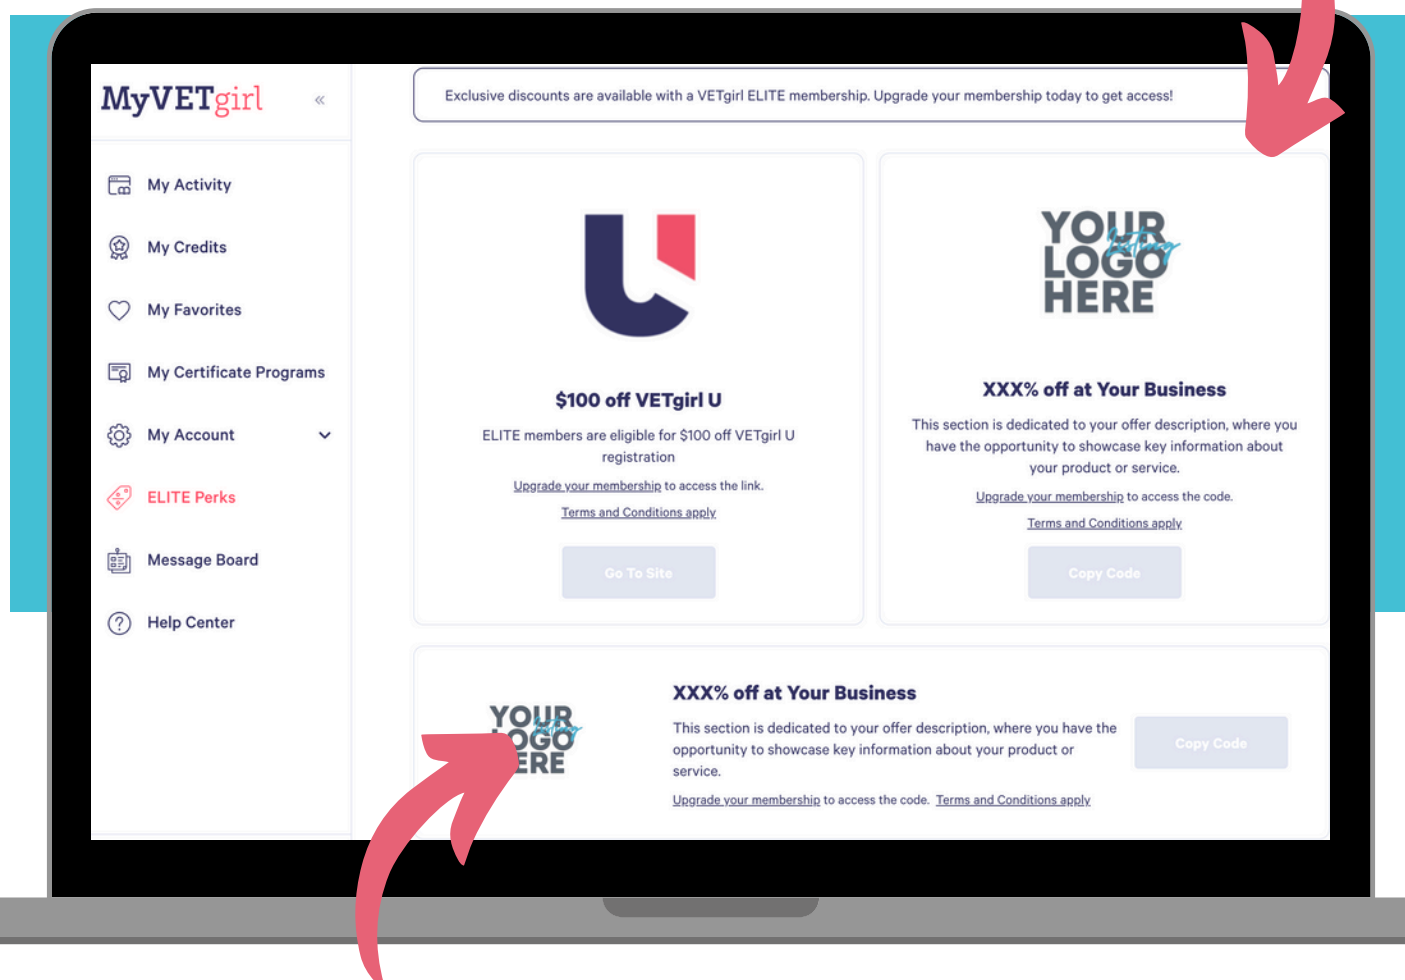 MyVETgirl «
My Activity
My Credits
My Favorites
My Certificate Programs
My Account
ELITE Perks
Message Board
Help Center
Exclusive discounts are available with a VETgirl ELITE membership. Upgrade your membership today to get access!
$100 off VETgirl U
ELITE members are eligible for $100 off VETgirl U
registration
Upgrade your membership to access the link.
Terms and Conditions apply
Go To Site
YOUR
Listing
LOGO
HERE
XXX% off at Your Business
This section is dedicated to your offer description, where you
have the opportunity to showcase key information about
your product or service.
Upgrade your membership to access the code.
Terms and Conditions apply
Copy Code
YOUR
Listing
LOGO
HERE
XXX% off at Your Business
This section is dedicated to your offer description, where you have the
opportunity to showcase key information about your product or
service.
Upgrade your membership to access the code. Terms and Conditions apply
Copy Code